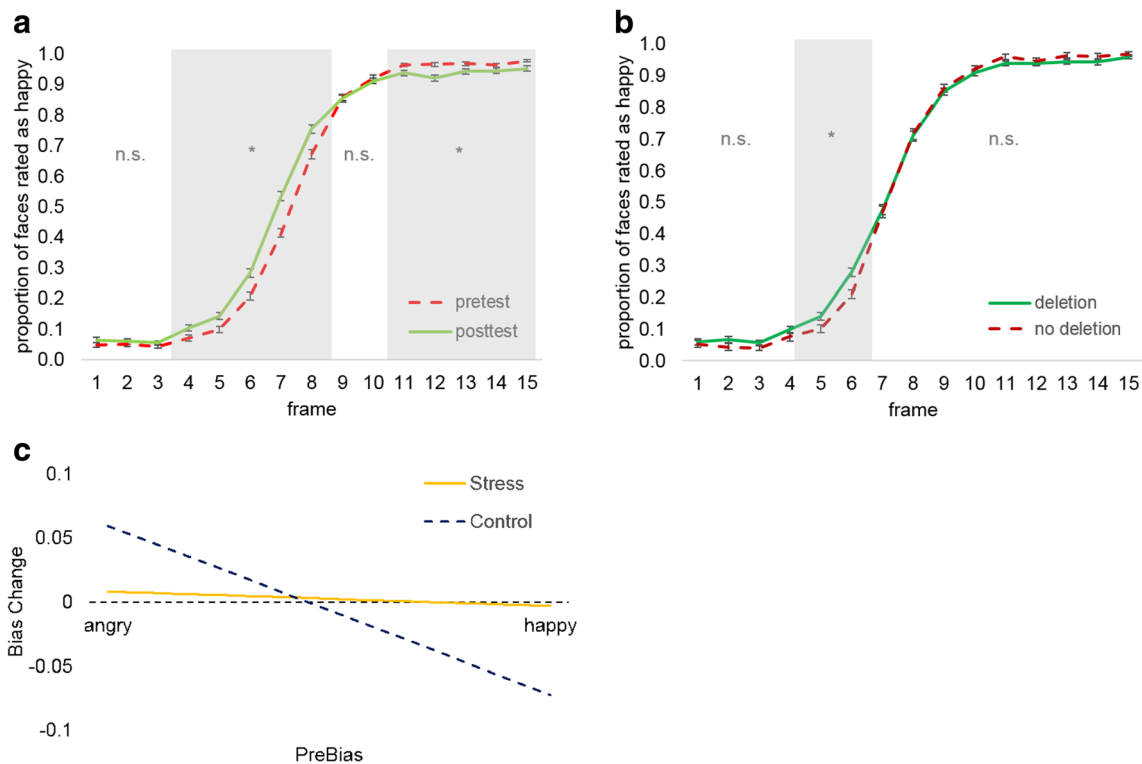 a
proportion of faces rated as happy
1.0
0.9
0.8
0.7
0.6
0.5
0.4
0.3
0.2
0.1
0.0
n.s.
*
n.s.
*
pretest
posttest
1 2 3 4 5 6 7 8 9 10 11 12 13 14 15
frame
b
proportion of faces rated as happy
1.0
0.9
0.8
0.7
0.6
0.5
0.4
0.3
0.2
0.1
0.0
n.s.
*
n.s.
deletion
no deletion
1 2 3 4 5 6 7 8 9 10 11 12 13 14 15
frame
c
Bias Change
0.1
0.05
0
-0.05
-0.1
Stress
Control
angry
happy
PreBias